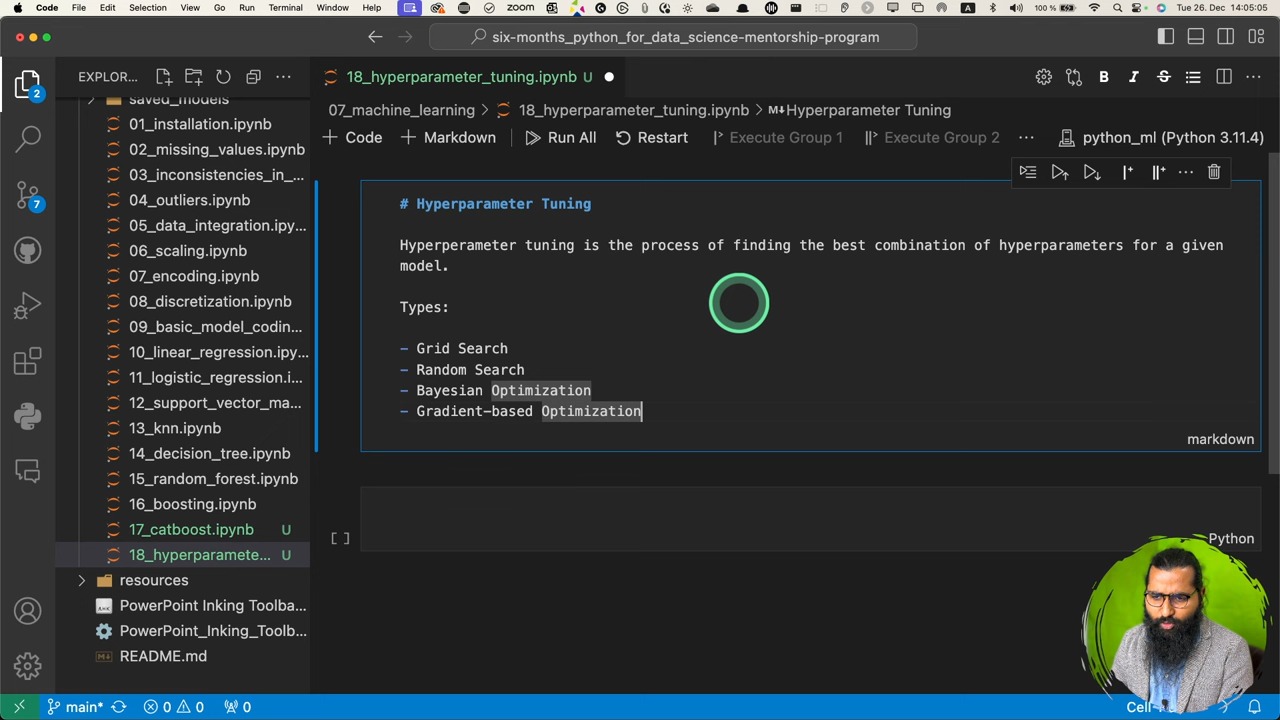 Code File Edit Selection View Go Run Terminal Window Help zoom 100 % A Tue 26. Dec 14:05:05
six-months_python_for_data_science-mentorship-program
EXPLOR...
18_hyperparameter_tuning.ipynb U
07_machine_learning > 18_hyperparameter_tuning.ipynb > M↓Hyperparameter Tuning
+ Code + Markdown Run All Restart Execute Group 1 Execute Group 2 ... python_ml (Python 3.11.4)
saved_models
01_installation.ipynb
02_missing_values.ipynb
03_inconsistencies_in_...
04_outliers.ipynb
05_data_integration.ipy...
06_scaling.ipynb
07_encoding.ipynb
08_discretization.ipynb
09_basic_model_codin...
10_linear_regression.ipy...
11_logistic_regression.i...
12_support_vector_ma...
13_knn.ipynb
14_decision_tree.ipynb
15_random_forest.ipynb
16_boosting.ipynb
17_catboost.ipynb U
18_hyperparamete... U
resources
PowerPoint Inking Toolba...
PowerPoint_Inking_Toolb...
README.md
2
7
# Hyperparameter Tuning
Hyperperameter tuning is the process of finding the best combination of hyperparameters for a given
model.
Types:
- Grid Search
- Random Search
- Bayesian Optimization
- Gradient-based Optimization
markdown
[ ]
Python
main* 0 0 0